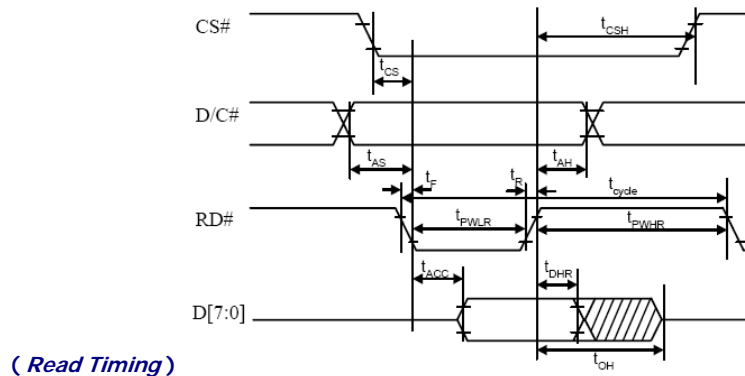 CS#
tCSH
tCS
D/C#
tAS
tF
tR
tAH
tcycle
RD#
tPWLR
tPWHR
tACC
tDHR
D[7:0]
tOH
( Read Timing )